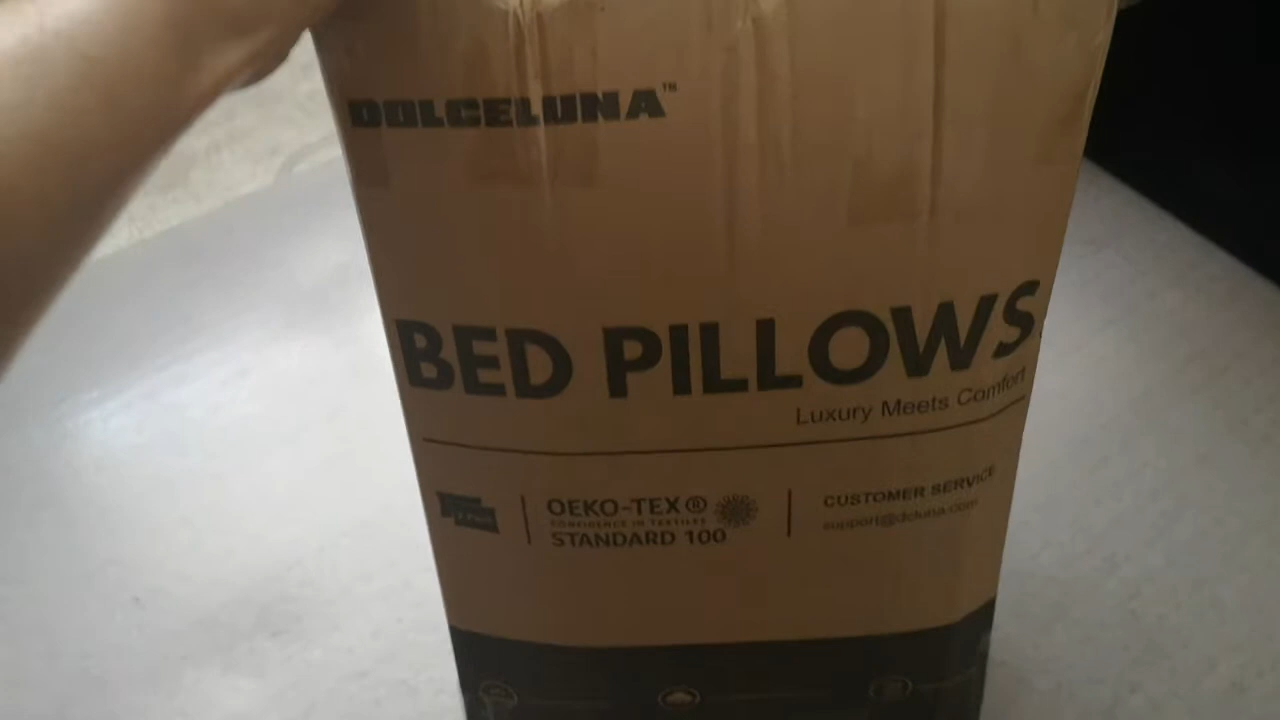 DOLCELUNA™
BED PILLOWS
Luxury Meets Comfort
OEKO-TEX®
CONFIDENCE IN TEXTILES
STANDARD 100
CUSTOMER SERVICE
support@dcluna.com